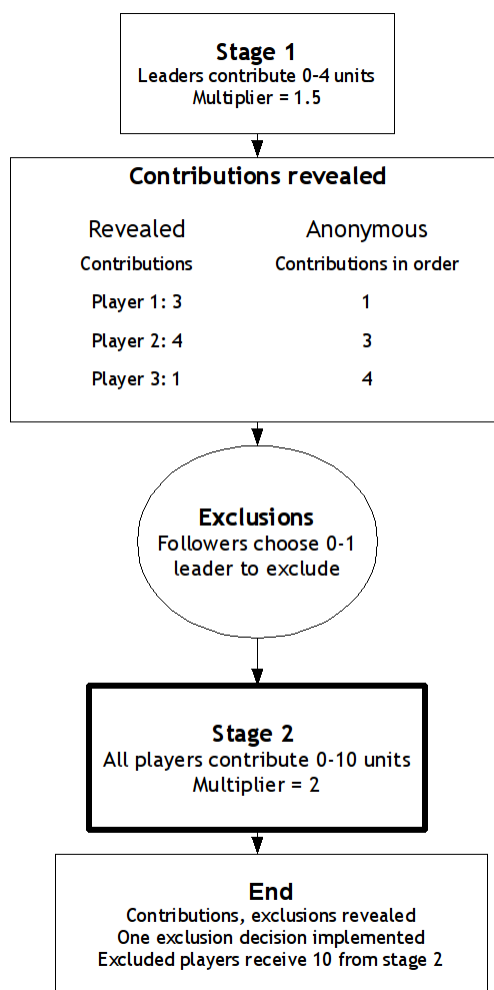 Stage 1
Leaders contribute 0-4 units
Multiplier = 1.5
Contributions revealed
Revealed Anonymous
Contributions Contributions in order
Player 1: 3 1
Player 2: 4 3
Player 3: 1 4
Exclusions
Followers choose 0-1
leader to exclude
Stage 2
All players contribute 0-10 units
Multiplier = 2
End
Contributions, exclusions revealed
One exclusion decision implemented
Excluded players receive 10 from stage 2